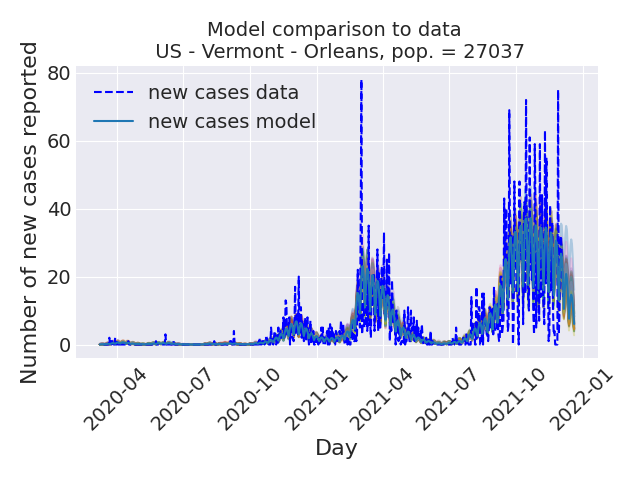 Model comparison to data
US - Vermont - Orleans, pop. = 27037
Number of new cases reported
80
60
40
20
0
new cases data
new cases model
2020-04
2020-07
2020-10
2021-01
2021-04
2021-07
2021-10
2022-01
Day